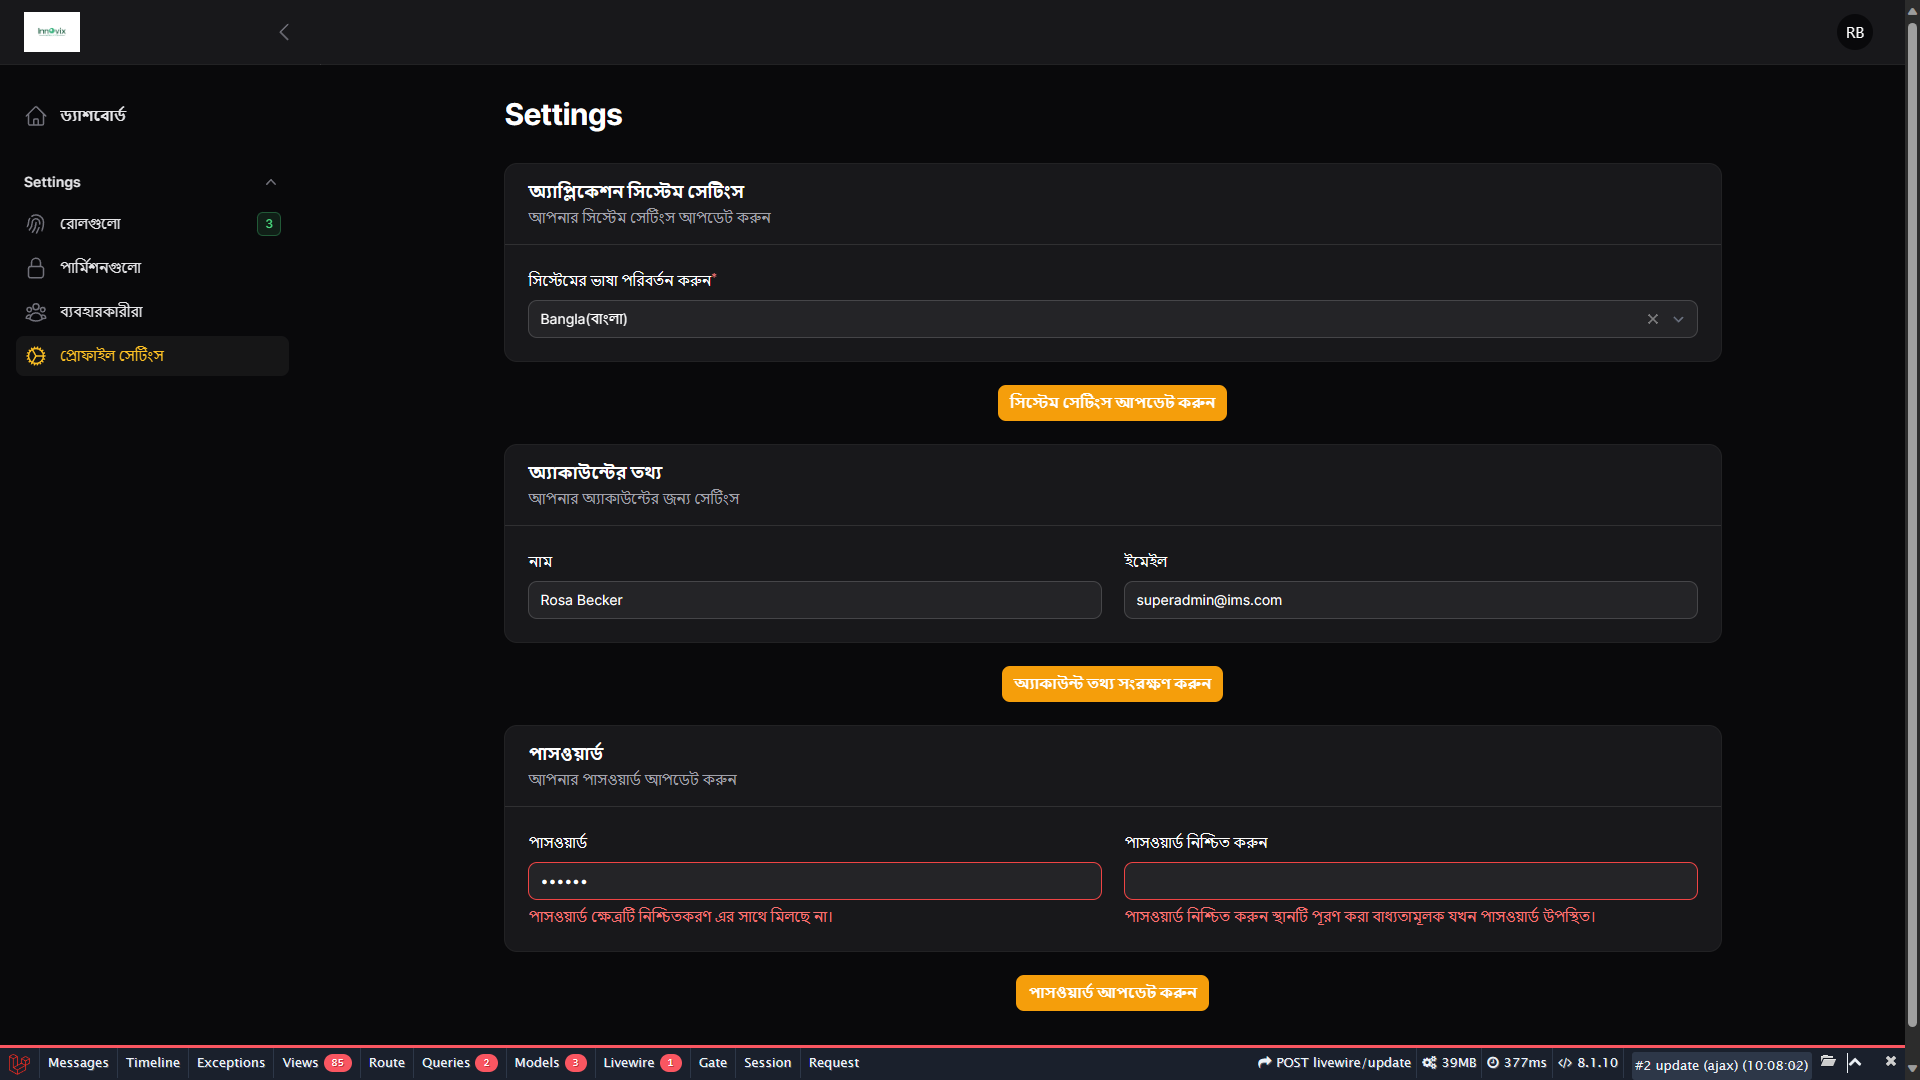 Innovix
RB
ড্যাশবোর্ড
Settings
রোলগুলো
3
পার্মিশনগুলো
ব্যবহারকারীরা
প্রোফাইল সেটিংস
Settings
অ্যাপ্লিকেশন সিস্টেম সেটিংস
আপনার সিস্টেম সেটিংস আপডেট করুন
সিস্টেমের ভাষা পরিবর্তন করুন*
Bangla(বাংলা)
সিস্টেম সেটিংস আপডেট করুন
অ্যাকাউন্টের তথ্য
আপনার অ্যাকাউন্টের জন্য সেটিংস
নাম
ইমেইল
Rosa Becker
superadmin@ims.com
অ্যাকাউন্ট তথ্য সংরক্ষণ করুন
পাসওয়ার্ড
আপনার পাসওয়ার্ড আপডেট করুন
পাসওয়ার্ড
পাসওয়ার্ড নিশ্চিত করুন
••••••
পাসওয়ার্ড ক্ষেত্রটি নিশ্চিতকরণ এর সাথে মিলছে না।
পাসওয়ার্ড নিশ্চিত করুন স্থানটি পূরণ করা বাধ্যতামূলক যখন পাসওয়ার্ড উপস্থিত।
পাসওয়ার্ড আপডেট করুন
Messages Timeline Exceptions Views 85 Route Queries 2 Models 3 Livewire 1 Gate Session Request POST livewire/update 39MB 377ms 8.1.10 #2 update (ajax) (10:08:02)